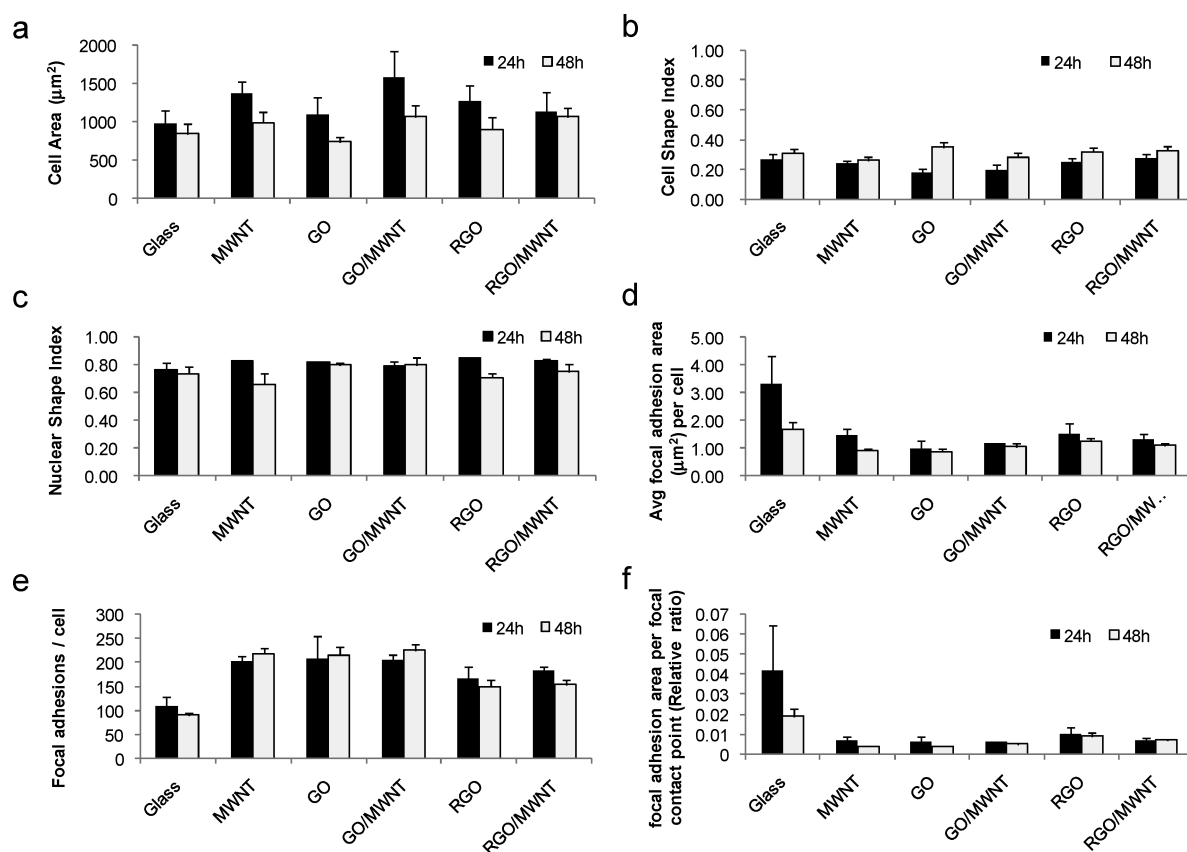 a
Cell Area (µm²)
2000
1500
1000
500
0
24h 48h
Glass
MWNT
GO
GO/MWNT
RGO
RGO/MWNT
b
Cell Shape Index
1.00
0.80
0.60
0.40
0.20
0.00
24h 48h
Glass
MWNT
GO
GO/MWNT
RGO
RGO/MWNT
c
Nuclear Shape Index
1.00
0.80
0.60
0.40
0.20
0.00
24h 48h
Glass
MWNT
GO
GO/MWNT
RGO
RGO/MWNT
d
Avg focal adhesion area
(µm²) per cell
5.00
4.00
3.00
2.00
1.00
0.00
24h 48h
Glass
MWNT
GO
GO/MWNT
RGO
RGO/MW…
e
Focal adhesions / cell
300
250
200
150
100
50
0
24h 48h
Glass
MWNT
GO
GO/MWNT
RGO
RGO/MWNT
f
focal adhesion area per focal
contact point (Relative ratio)
0.07
0.06
0.05
0.04
0.03
0.02
0.01
0
24h 48h
Glass
MWNT
GO
GO/MWNT
RGO
RGO/MWNT